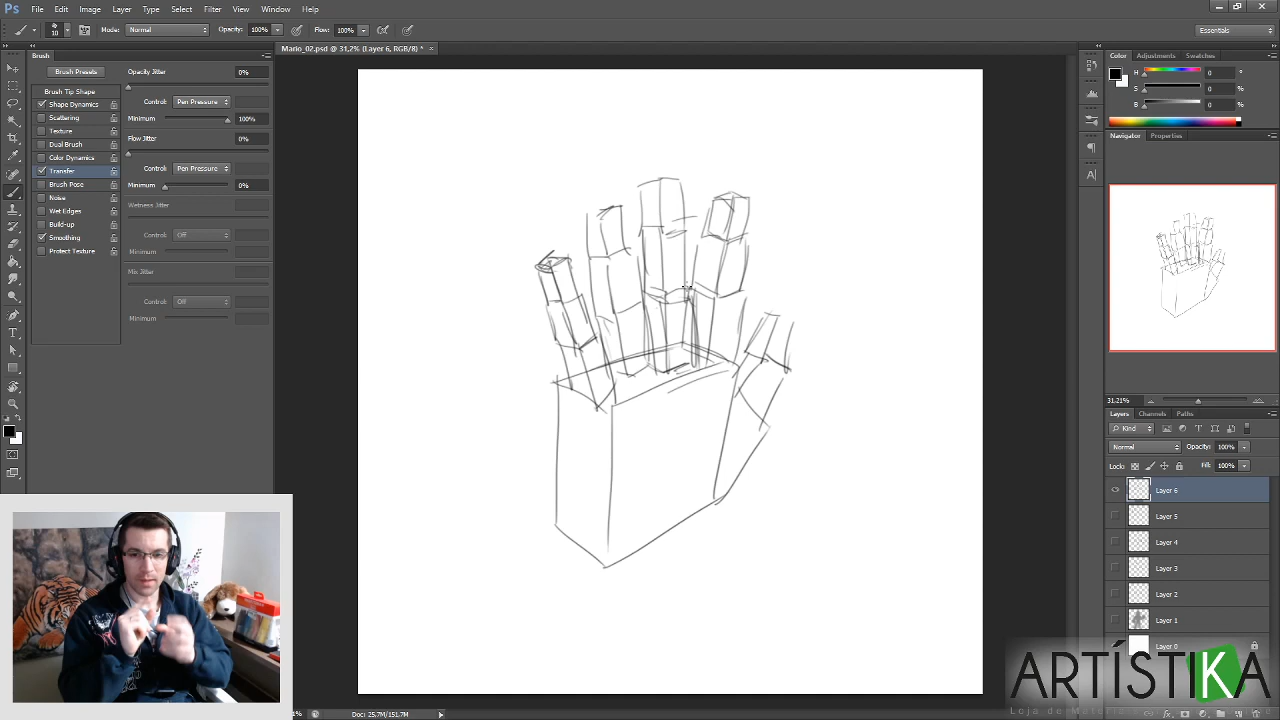 Ps File Edit Image Layer Type Select Filter View Window Help
10 Mode: Normal Opacity: 100% Flow: 100% Essentials
Mario_02.psd @ 31,2% (Layer 6, RGB/8) *
Brush
Brush Presets
Brush Tip Shape
Shape Dynamics
Scattering
Texture
Dual Brush
Color Dynamics
Transfer
Brush Pose
Noise
Wet Edges
Build-up
Smoothing
Protect Texture
Opacity Jitter 0%
Control: Pen Pressure
Minimum 100%
Flow Jitter 0%
Control: Pen Pressure
Minimum 0%
Wetness Jitter
Control: Off
Minimum
Mix Jitter
Control: Off
Minimum
Color Adjustments Swatches
H 0 °
S 0 %
B 0 %
Navigator Properties
31,21%
Layers Channels Paths
Kind
Normal Opacity: 100%
Lock: Fill: 100%
Layer 6
Layer 5
Layer 4
Layer 3
Layer 2
Layer 1
Layer 0
Doc: 25,7M/151,7M
ARTISTIKA